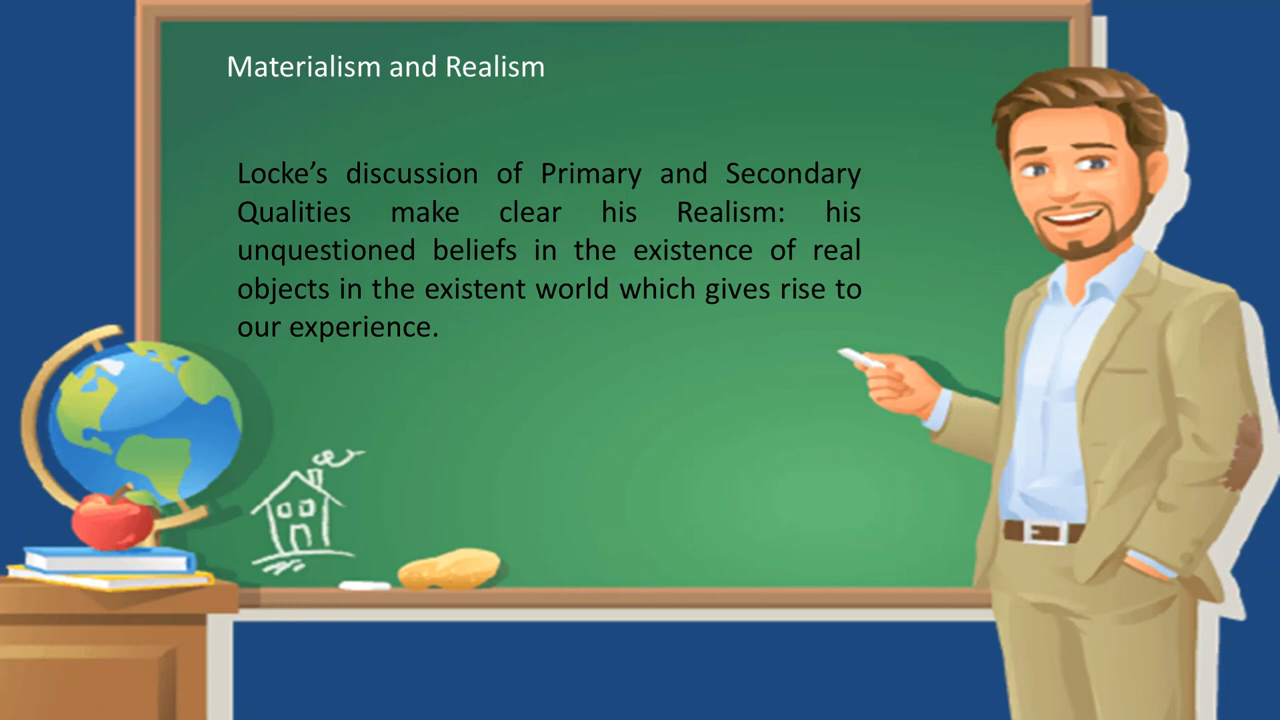 Materialism and Realism
Locke’s discussion of Primary and Secondary
Qualities make clear his Realism: his
unquestioned beliefs in the existence of real
objects in the existent world which gives rise to
our experience.